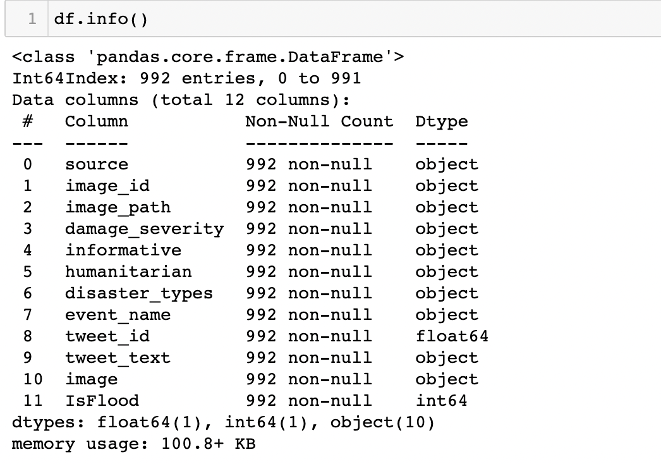 1 df.info()
<class 'pandas.core.frame.DataFrame'>
Int64Index: 992 entries, 0 to 991
Data columns (total 12 columns):
 #   Column           Non-Null Count  Dtype
---  ------           --------------  -----
 0   source           992 non-null    object
 1   image_id         992 non-null    object
 2   image_path       992 non-null    object
 3   damage_severity  992 non-null    object
 4   informative      992 non-null    object
 5   humanitarian     992 non-null    object
 6   disaster_types   992 non-null    object
 7   event_name       992 non-null    object
 8   tweet_id         992 non-null    float64
 9   tweet_text       992 non-null    object
 10  image            992 non-null    object
 11  IsFlood          992 non-null    int64
dtypes: float64(1), int64(1), object(10)
memory usage: 100.8+ KB